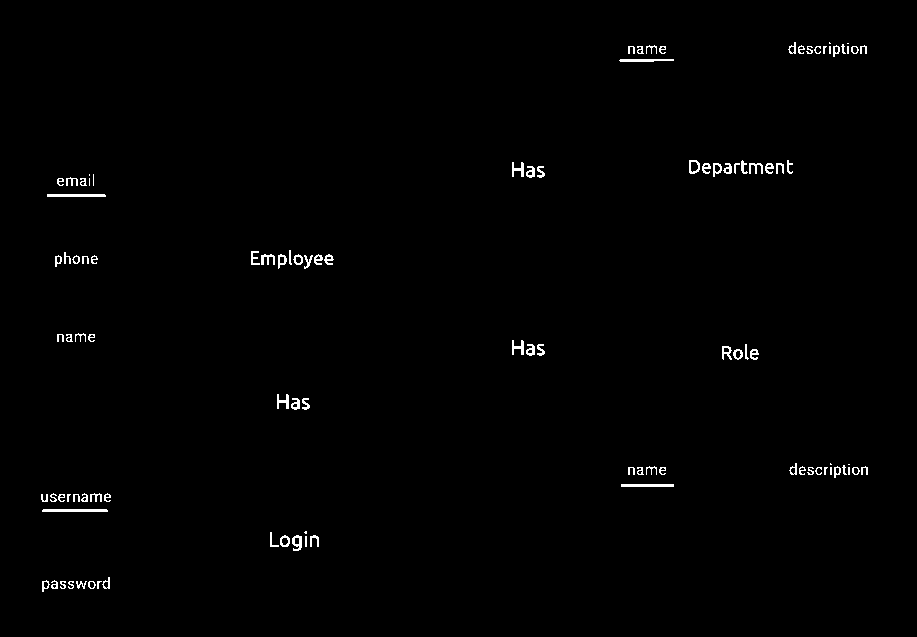 name description
Has Department
email
phone Employee
name
Has Role
Has
name description
username
Login
password